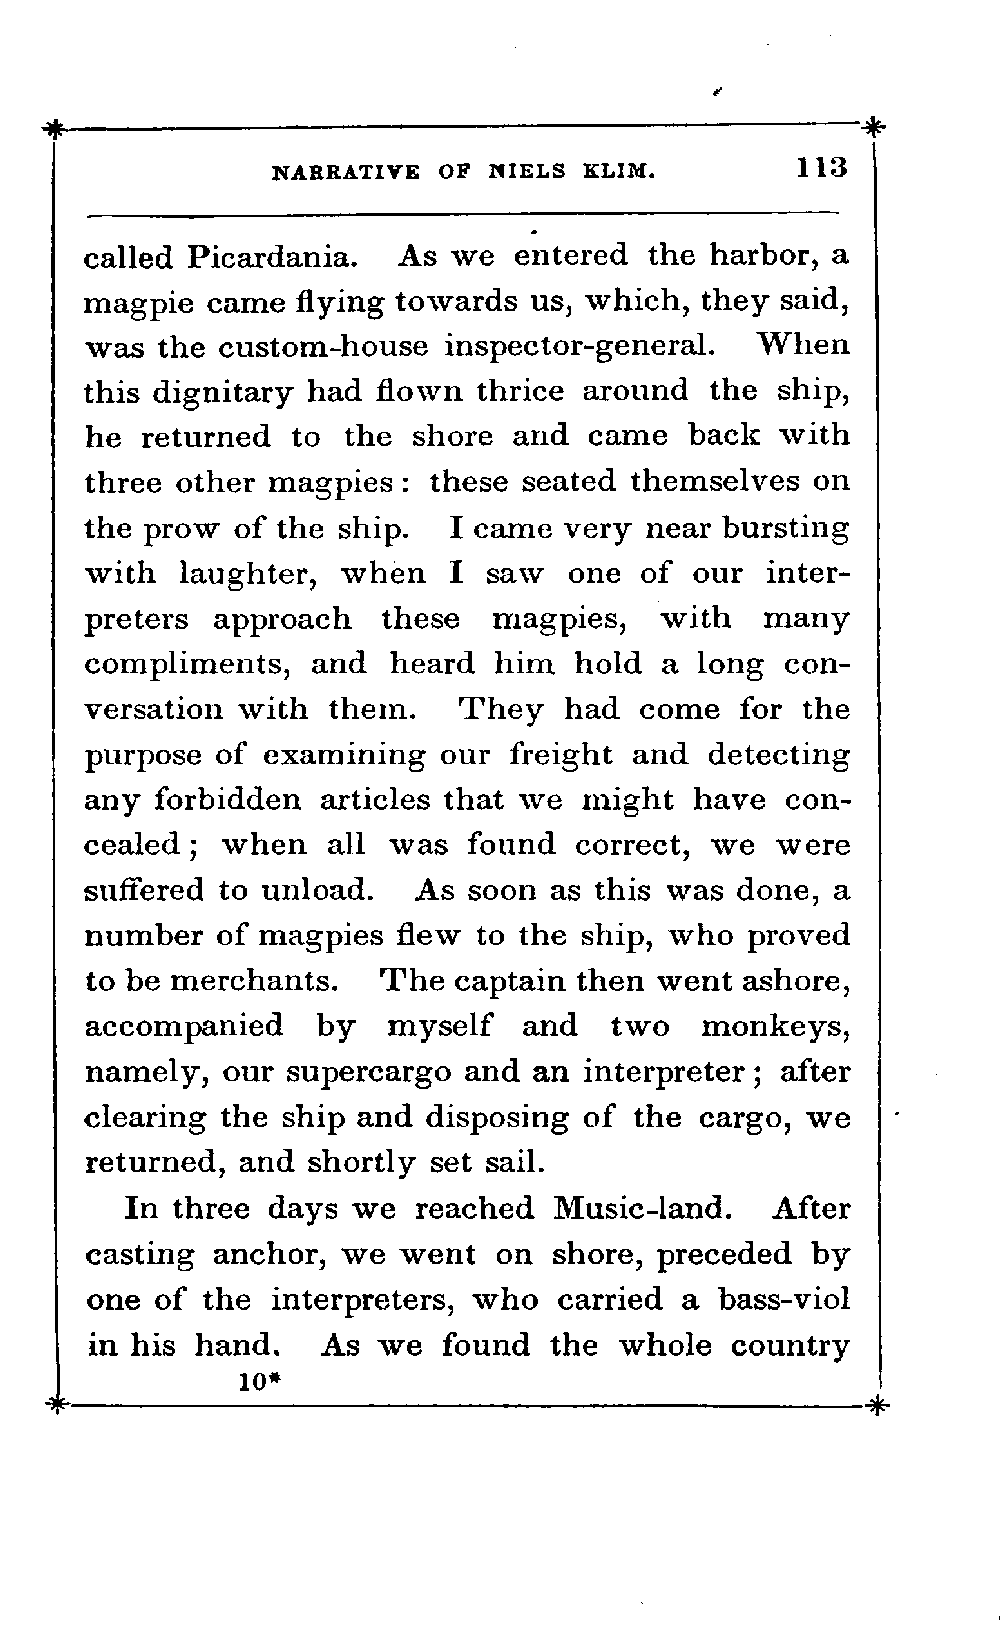 NARRATIVE OF NIELS KLIM. 113
called Picardania. As we entered the harbor, a
magpie came flying towards us, which, they said,
was the custom-house inspector-general. When
this dignitary had flown thrice around the ship,
he returned to the shore and came back with
three other magpies : these seated themselves on
the prow of the ship. I came very near bursting
with laughter, when I saw one of our inter-
preters approach these magpies, with many
compliments, and heard him hold a long con-
versation with them. They had come for the
purpose of examining our freight and detecting
any forbidden articles that we might have con-
cealed ; when all was found correct, we were
suffered to unload. As soon as this was done, a
number of magpies flew to the ship, who proved
to be merchants. The captain then went ashore,
accompanied by myself and two monkeys,
namely, our supercargo and an interpreter ; after
clearing the ship and disposing of the cargo, we
returned, and shortly set sail.
In three days we reached Music-land. After
casting anchor, we went on shore, preceded by
one of the interpreters, who carried a bass-viol
in his hand. As we found the whole country
10*